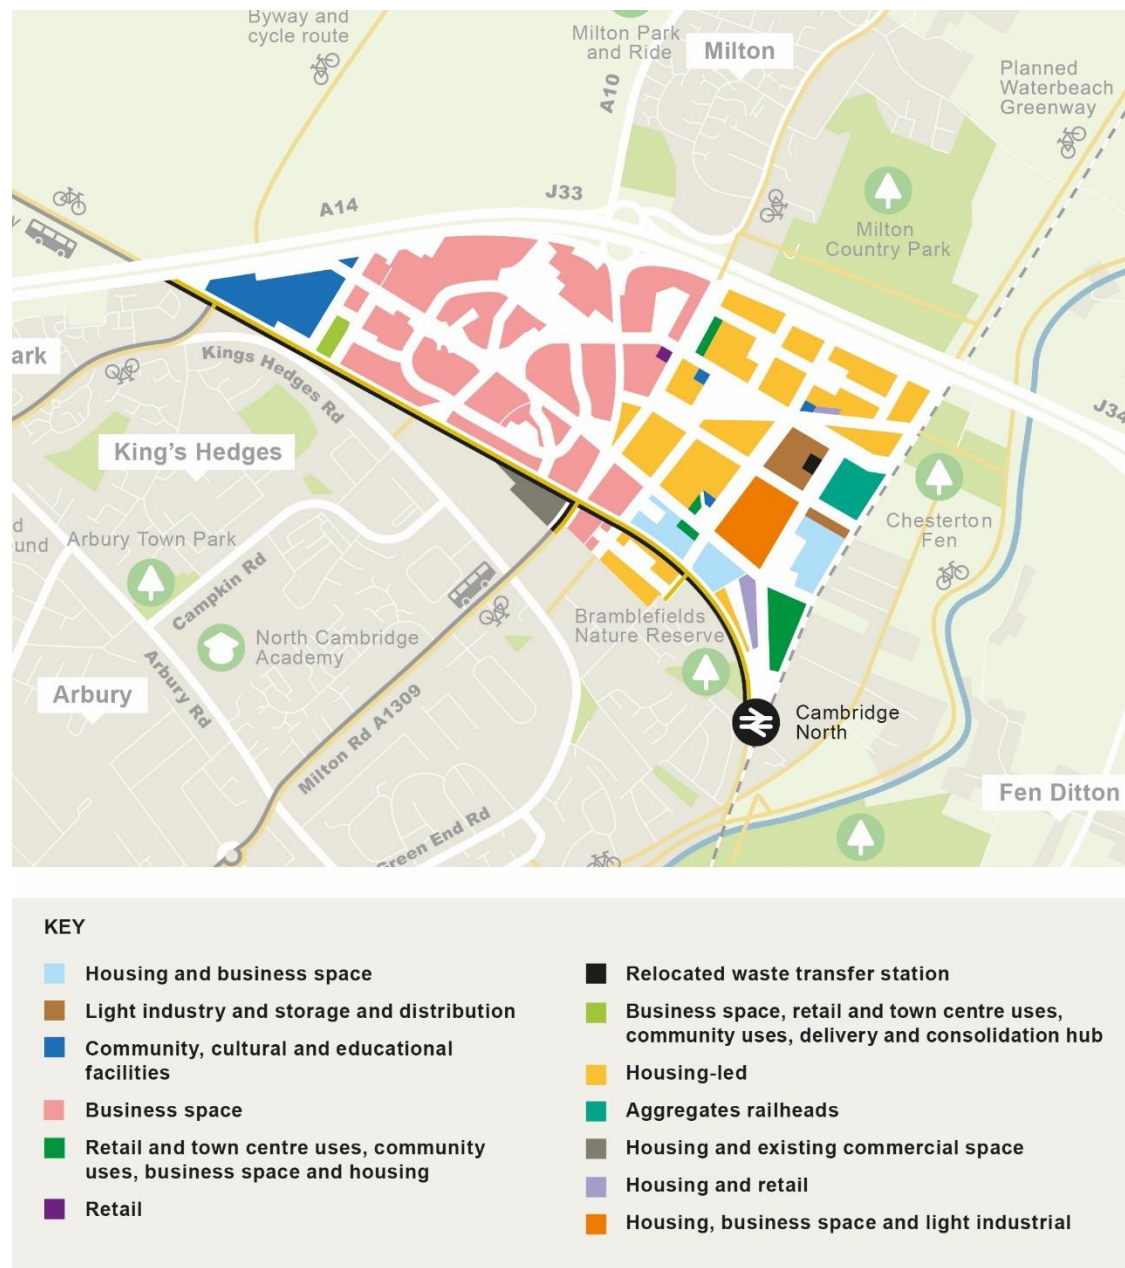 Byway and
cycle route
Milton Park
and Ride
Milton
Planned
Waterbeach
Greenway
A10
J33
A14
Milton
Country Park
ark
Kings Hedges Rd
J34
King's Hedges
Chesterton
Fen
d
und
Arbury Town Park
Campkin Rd
North Cambridge
Academy
Bramblefields
Nature Reserve
Arbury
Arbury Rd
Milton Rd A1309
Cambridge
North
Fen Ditton
Green End Rd
KEY
Housing and business space
Light industry and storage and distribution
Community, cultural and educational
facilities
Business space
Retail and town centre uses, community
uses, business space and housing
Retail
Relocated waste transfer station
Business space, retail and town centre uses,
community uses, delivery and consolidation hub
Housing-led
Aggregates railheads
Housing and existing commercial space
Housing and retail
Housing, business space and light industrial